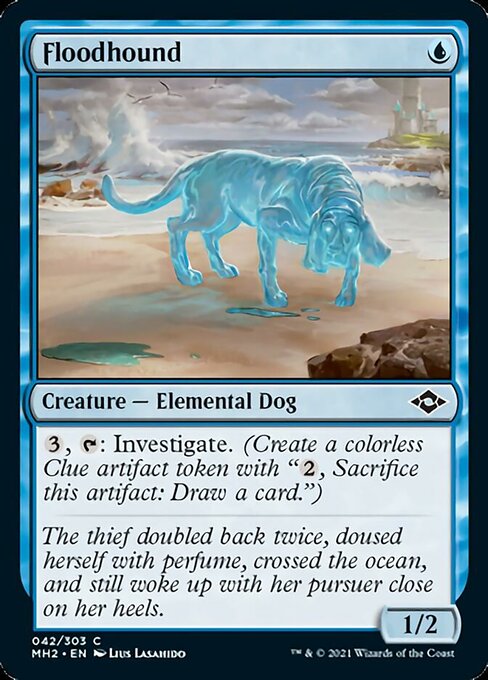 Floodhound
Creature — Elemental Dog
3, : Investigate. (Create a colorless
Clue artifact token with “2, Sacrifice
this artifact: Draw a card.”)
The thief doubled back twice, doused
herself with perfume, crossed the ocean,
and still woke up with her pursuer close
on her heels.
1/2
042/303 C
MH2 • EN Lius Lasahido
™ & © 2021 Wizards of the Coast